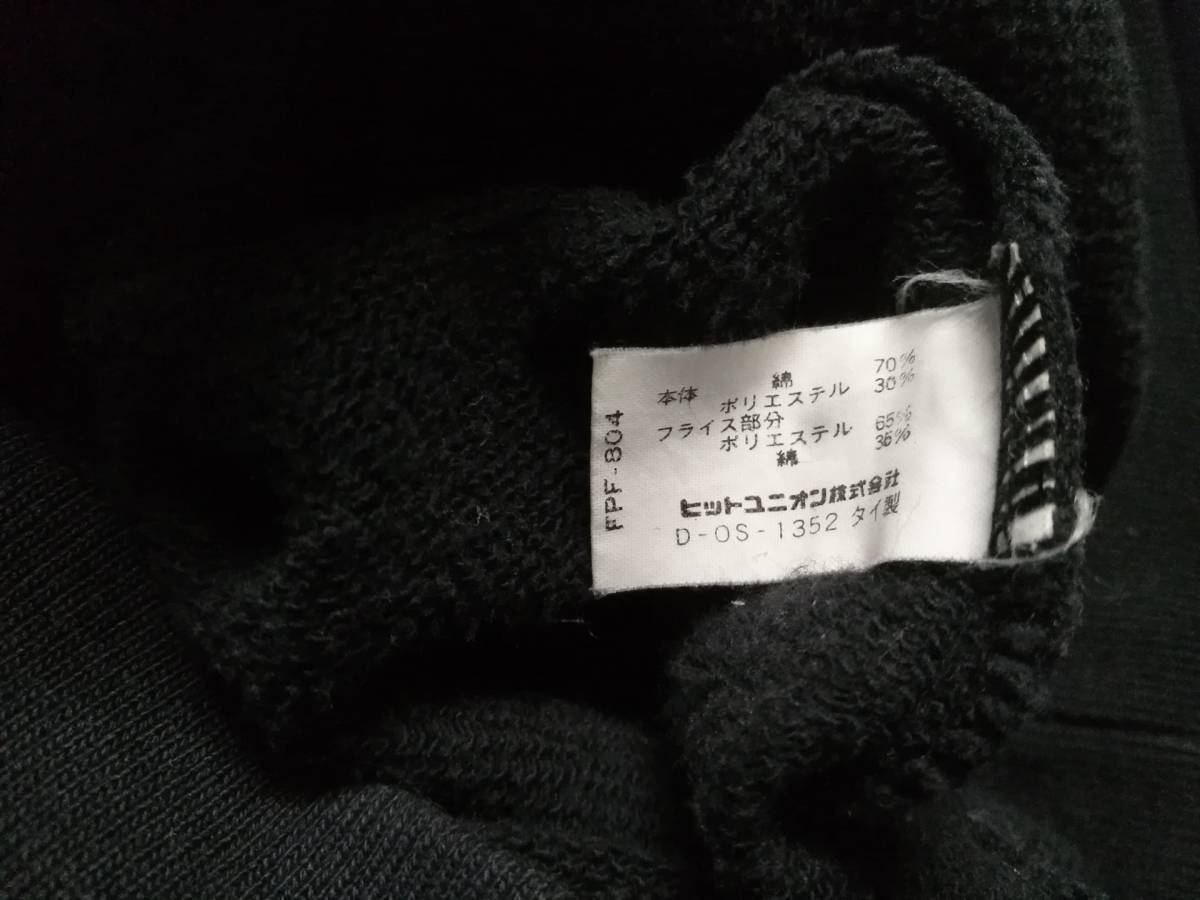 本体 綿 70%
ポリエステル 30%
フライス部分
ポリエステル 65%
綿 35%
ヒットユニオン株式会社
D-OS-1352 タイ製
FPF-804